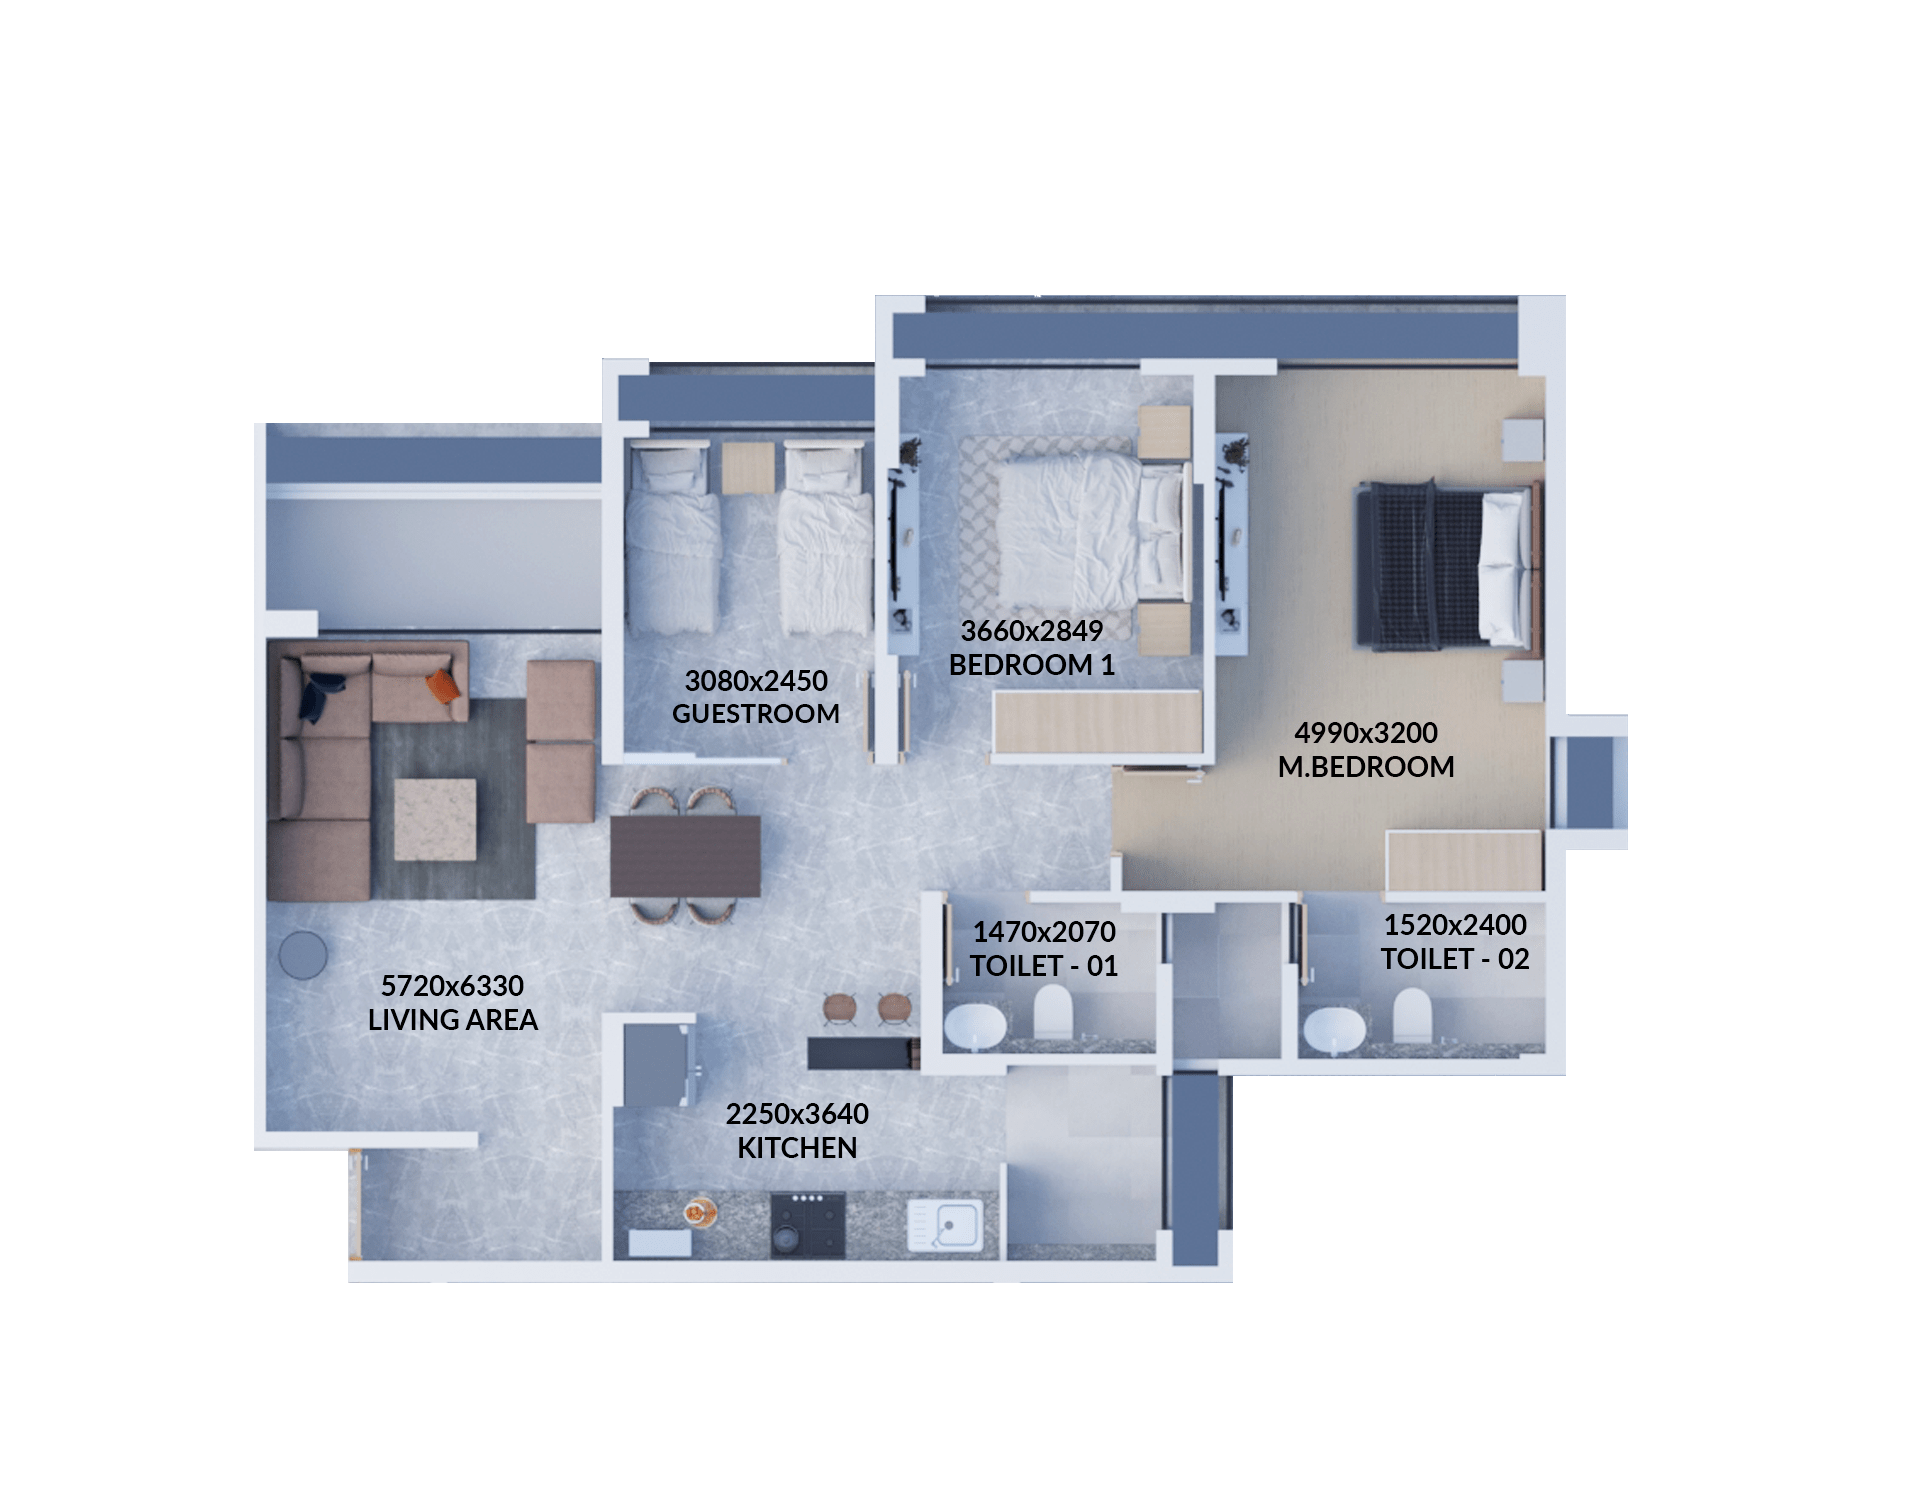 3660x2849
BEDROOM 1
3080x2450
GUESTROOM
4990x3200
M.BEDROOM
1470x2070
TOILET - 01
1520x2400
TOILET - 02
5720x6330
LIVING AREA
2250x3640
KITCHEN